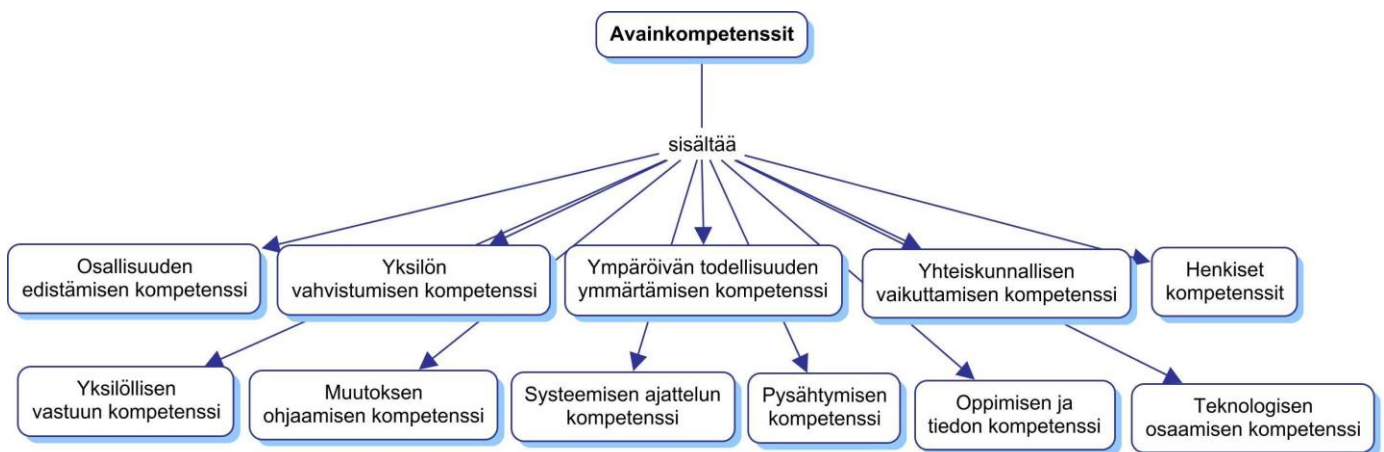 Avainkompetenssit
sisältää
Osallisuuden
edistämisen kompetenssi
Yksilön
vahvistumisen kompetenssi
Ympäröivän todellisuuden
ymmärtämisen kompetenssi
Yhteiskunnallisen
vaikuttamisen kompetenssi
Henkiset
kompetenssit
Yksilöllisen
vastuun kompetenssi
Muutoksen
ohjaamisen kompetenssi
Systeemisen ajattelun
kompetenssi
Pysähtymisen
kompetenssi
Oppimisen ja
tiedon kompetenssi
Teknologisen
osaamisen kompetenssi